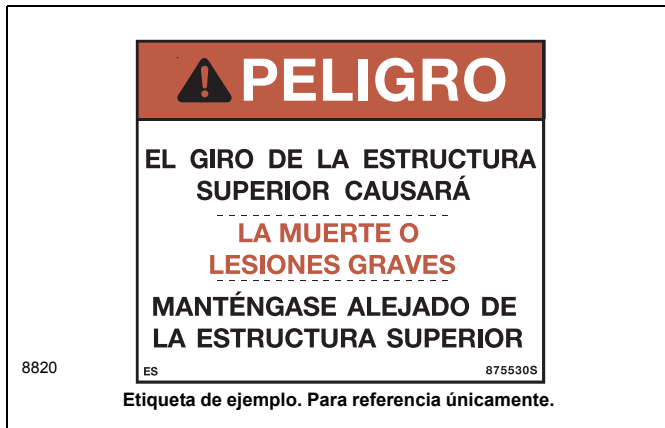 PELIGRO
EL GIRO DE LA ESTRUCTURA
SUPERIOR CAUSARÁ
LA MUERTE O
LESIONES GRAVES
MANTÉNGASE ALEJADO DE
LA ESTRUCTURA SUPERIOR
ES 875530S
8820
Etiqueta de ejemplo. Para referencia únicamente.